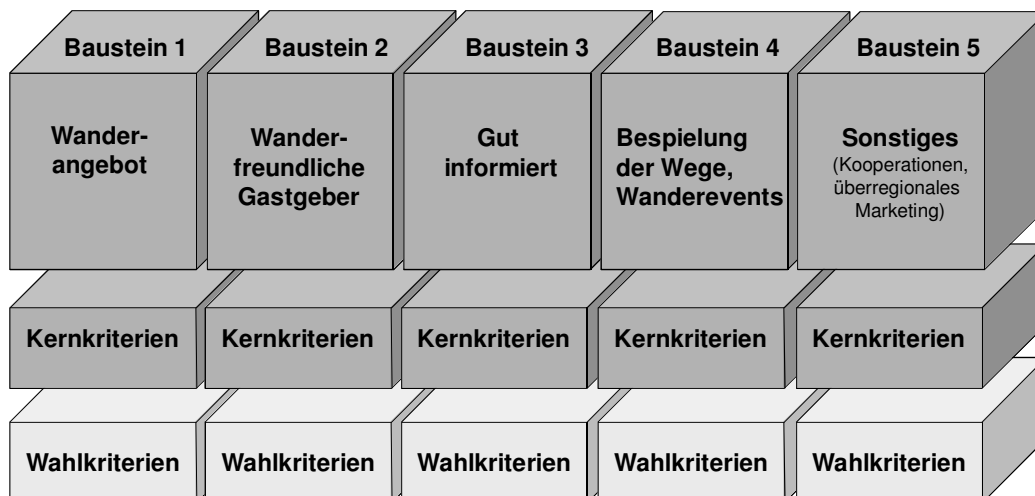 Baustein 1 Baustein 2 Baustein 3 Baustein 4 Baustein 5
Wander-
angebot
Wander-
freundliche
Gastgeber
Gut
informiert
Bespielung
der Wege,
Wanderevents
Sonstiges
(Kooperationen,
überregionales
Marketing)
Kernkriterien Kernkriterien Kernkriterien Kernkriterien Kernkriterien
Wahlkriterien Wahlkriterien Wahlkriterien Wahlkriterien Wahlkriterien